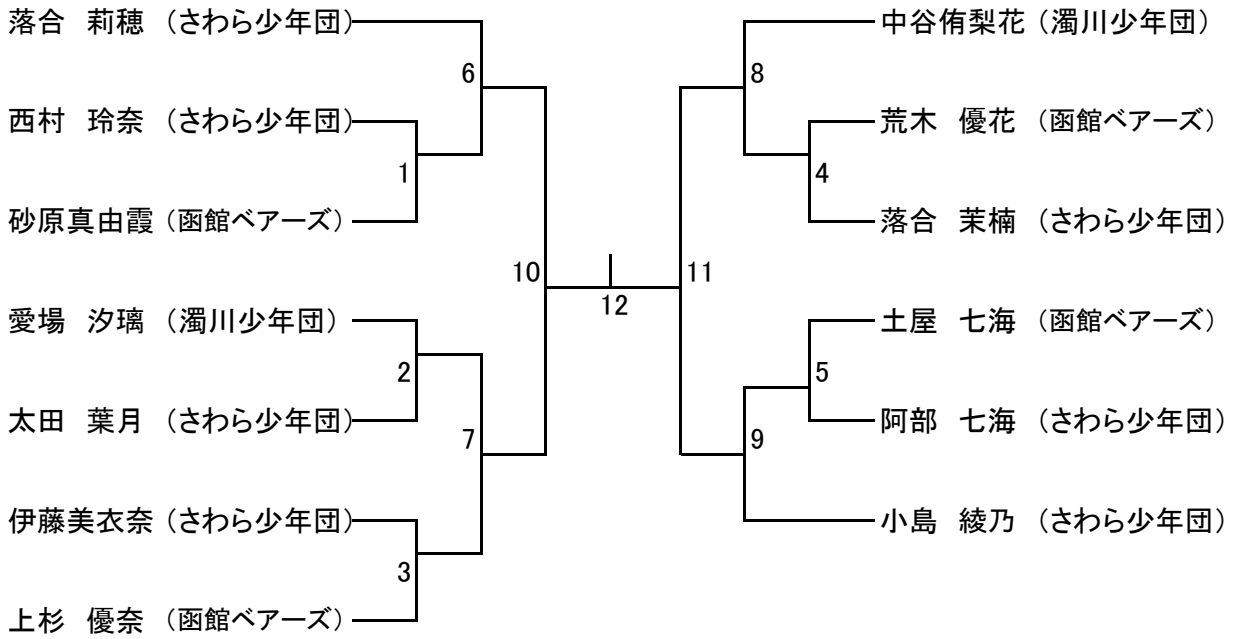 落合　莉穂　（さわら少年団）
6
西村　玲奈　（さわら少年団）
1
砂原真由霞（函館ベアーズ）
10
愛場　汐璃　（濁川少年団）
2
太田　葉月　（さわら少年団）
7
伊藤美衣奈（さわら少年団）
3
上杉　優奈　（函館ベアーズ）
12
中谷侑梨花（濁川少年団）
8
荒木　優花　（函館ベアーズ）
4
落合　茉楠　（さわら少年団）
11
土屋　七海　（函館ベアーズ）
5
阿部　七海　（さわら少年団）
9
小島　綾乃　（さわら少年団）